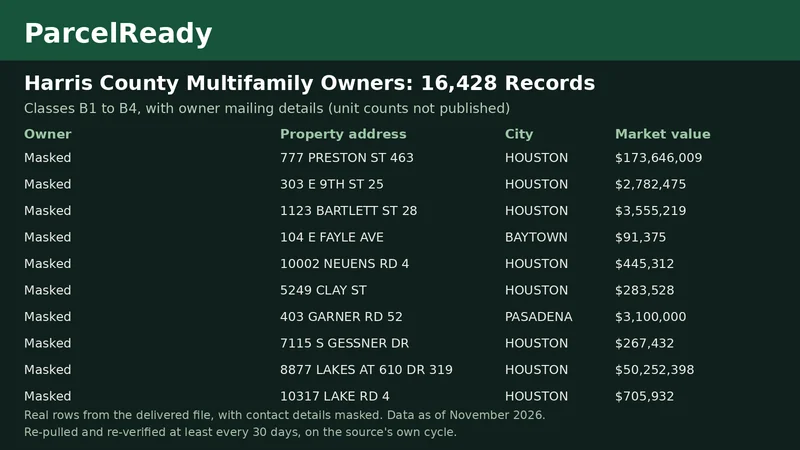 ParcelReady
Harris County Multifamily Owners: 16,428 Records
Classes B1 to B4, with owner mailing details (unit counts not published)
Owner Property address City Market value
Masked 777 PRESTON ST 463 HOUSTON $173,646,009
Masked 303 E 9TH ST 25 HOUSTON $2,782,475
Masked 1123 BARTLETT ST 28 HOUSTON $3,555,219
Masked 104 E FAYLE AVE BAYTOWN $91,375
Masked 10002 NEUENS RD 4 HOUSTON $445,312
Masked 5249 CLAY ST HOUSTON $283,528
Masked 403 GARNER RD 52 PASADENA $3,100,000
Masked 7115 S GESSNER DR HOUSTON $267,432
Masked 8877 LAKES AT 610 DR 319 HOUSTON $50,252,398
Masked 10317 LAKE RD 4 HOUSTON $705,932
Real rows from the delivered file, with contact details masked. Data as of November 2026.
Re-pulled and re-verified at least every 30 days, on the source's own cycle.